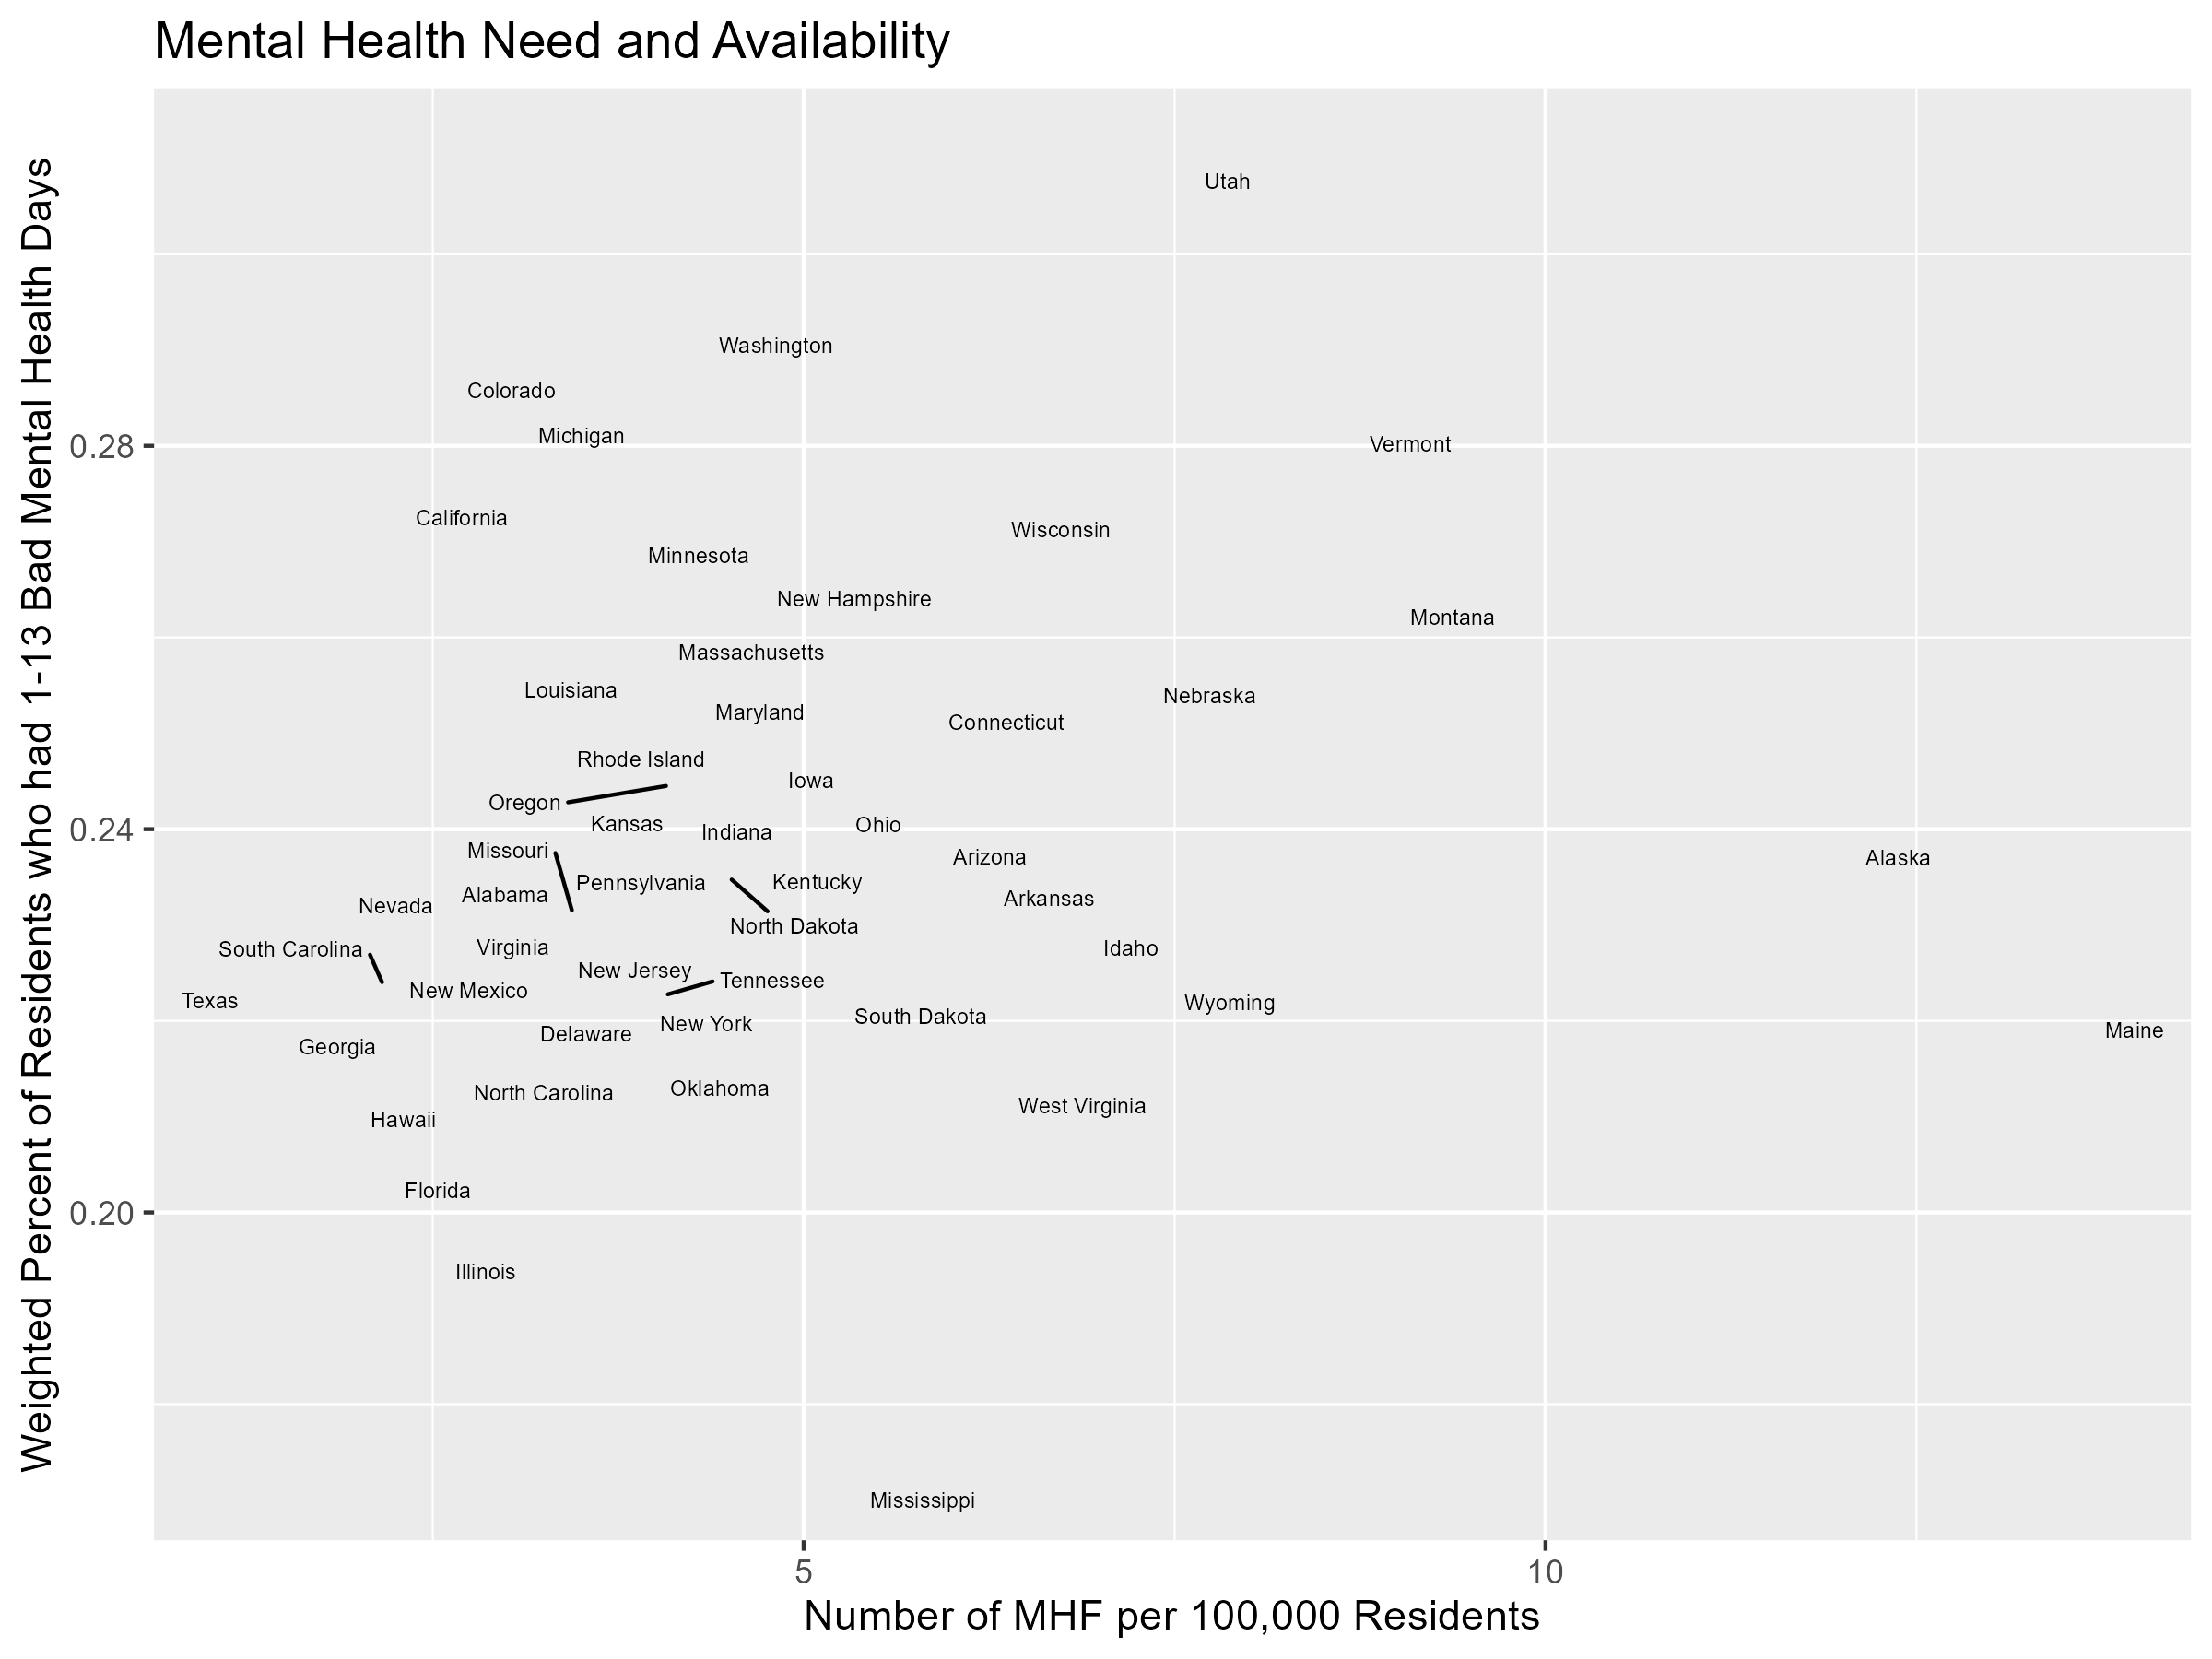 Mental Health Need and Availability
Weighted Percent of Residents who had 1-13 Bad Mental Health Days
Utah
Washington
Colorado
Michigan
0.28
Vermont
California
Wisconsin
Minnesota
New Hampshire
Montana
Massachusetts
Louisiana
Nebraska
Maryland
Connecticut
Rhode Island
Iowa
Oregon
Kansas
Ohio
0.24
Indiana
Missouri
Arizona
Alaska
Kentucky
Pennsylvania
Alabama
Arkansas
Nevada
North Dakota
Virginia
Idaho
South Carolina
New Jersey
Tennessee
New Mexico
Texas
Wyoming
South Dakota
New York
Maine
Delaware
Georgia
Oklahoma
North Carolina
West Virginia
Hawaii
Florida
0.20
Illinois
Mississippi
5
10
Number of MHF per 100,000 Residents